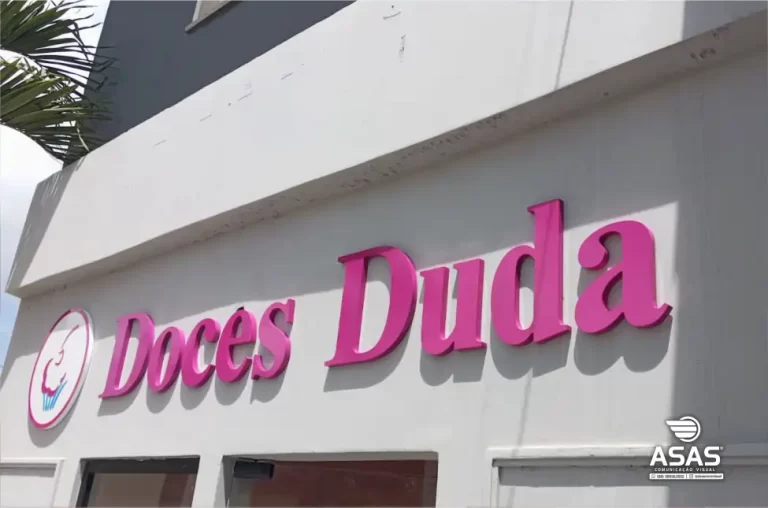 Doces Duda
ASAS
COMUNICAÇÃO VISUAL